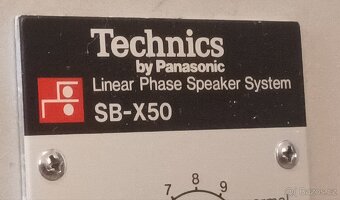 Technics
by Panasonic
Linear Phase Speaker System
SB-X50
7 8 9